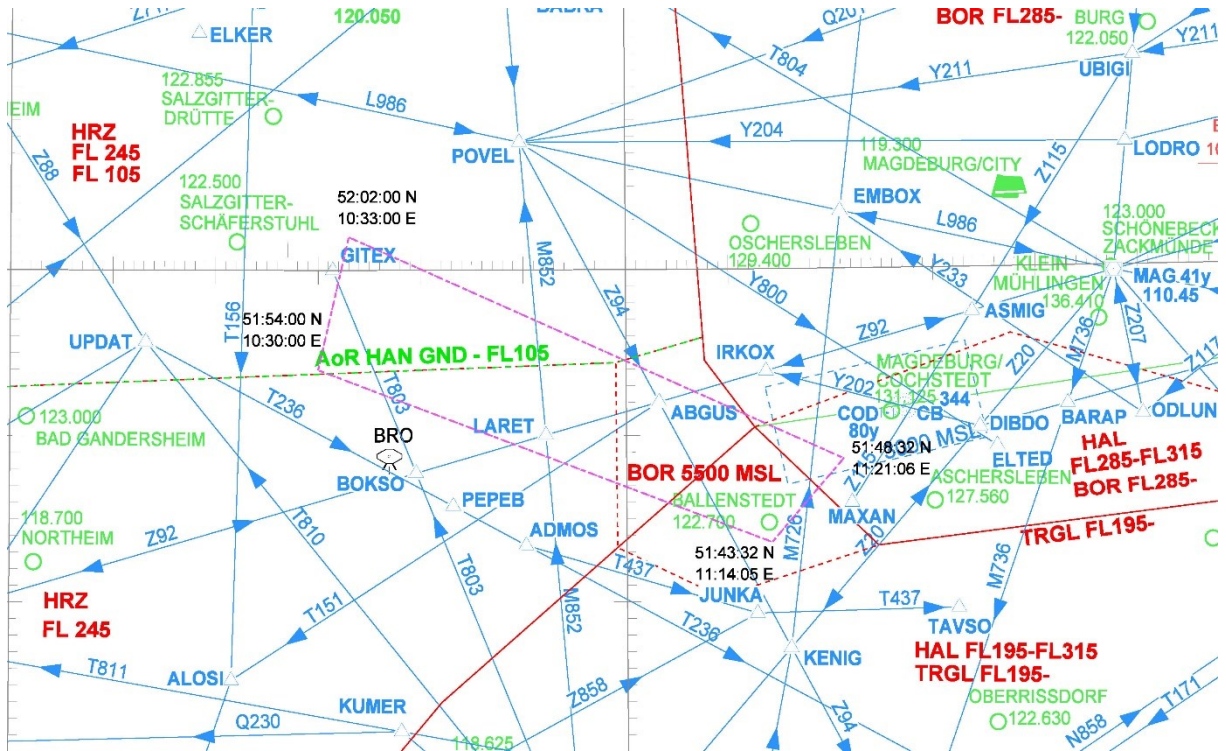 Z717
120.050
BABRA
Q201
BOR FL285-
BURG
122.050
Y211
ELKER
T804
UBIGI
122.855
SALZGITTER-
DRÜTTE
L986
Y211
HEIM
HRZ
FL 245
FL 105
Z88
POVEL
Y204
119.300
MAGDEBURG/CITY
Z115
LODRO
122.500
SALZGITTER-
SCHÄFERSTUHL
52:02:00 N
10:33:00 E
EMBOX
L986
123.000
SCHÖNEBECK
ZACKMÜNDE
GITEX
M852
OSCHERSLEBEN
129.400
Y233
KLEIN
MÜHLINGEN
136.410
MAG 41y
110.45
Z94
Y800
T156
51:54:00 N
10:30:00 E
ASMIG
M736
Z207
UPDAT
AoR HAN GND - FL105
IRKOX
Z92
Z20
Z117
T803
MAGDEBURG/
COCHSTEDT
131.125
Y202
344
123.000
BAD GANDERSHEIM
T236
LARET
ABGUS
COD
80y
CB
DIBDO
BARAP
ODLUN
BRO
BOKSO
BOR 5500 MSL
51:48:32 N
11:21:06 E
ELTED
HAL
FL285-FL315
BOR FL285-
PEPEB
BALLENSTEDT
122.700
ASCHERSLEBEN
127.560
MAXAN
118.700
NORTHEIM
Z92
T810
ADMOS
M726
Z20
TRGL FL195-
51:43:32 N
11:14:05 E
M736
HRZ
FL 245
T151
T803
M852
T437
JUNKA
T437
TAVSO
T236
KENIG
HAL FL195-FL315
TRGL FL195-
T811
ALOSI
KUMER
Z858
Z94
OBERRISSDORF
122.630
Q230
118.625
N858
T171